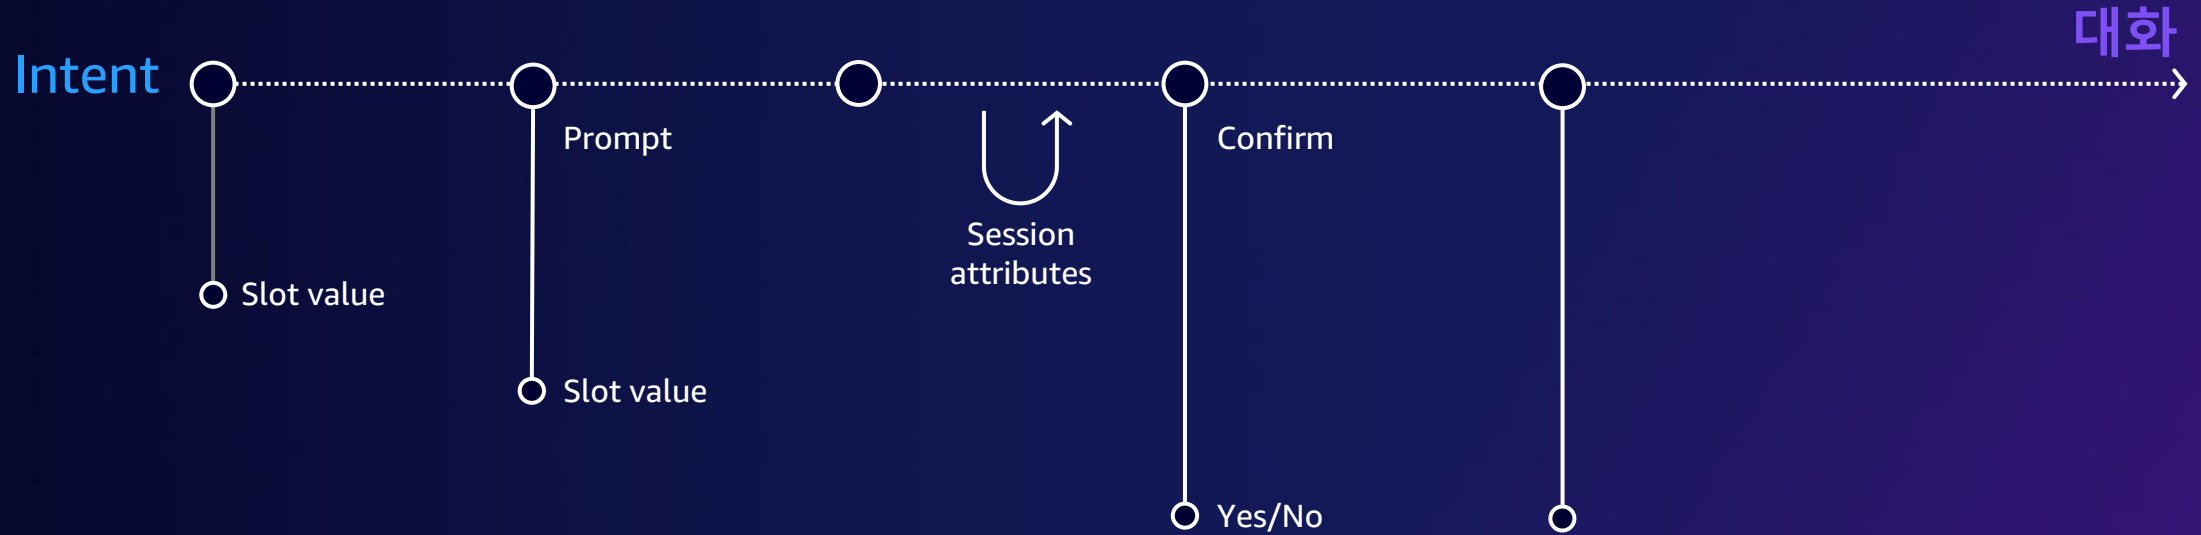 대화
Intent
Prompt
Confirm
Session
attributes
Slot value
Slot value
Yes/No